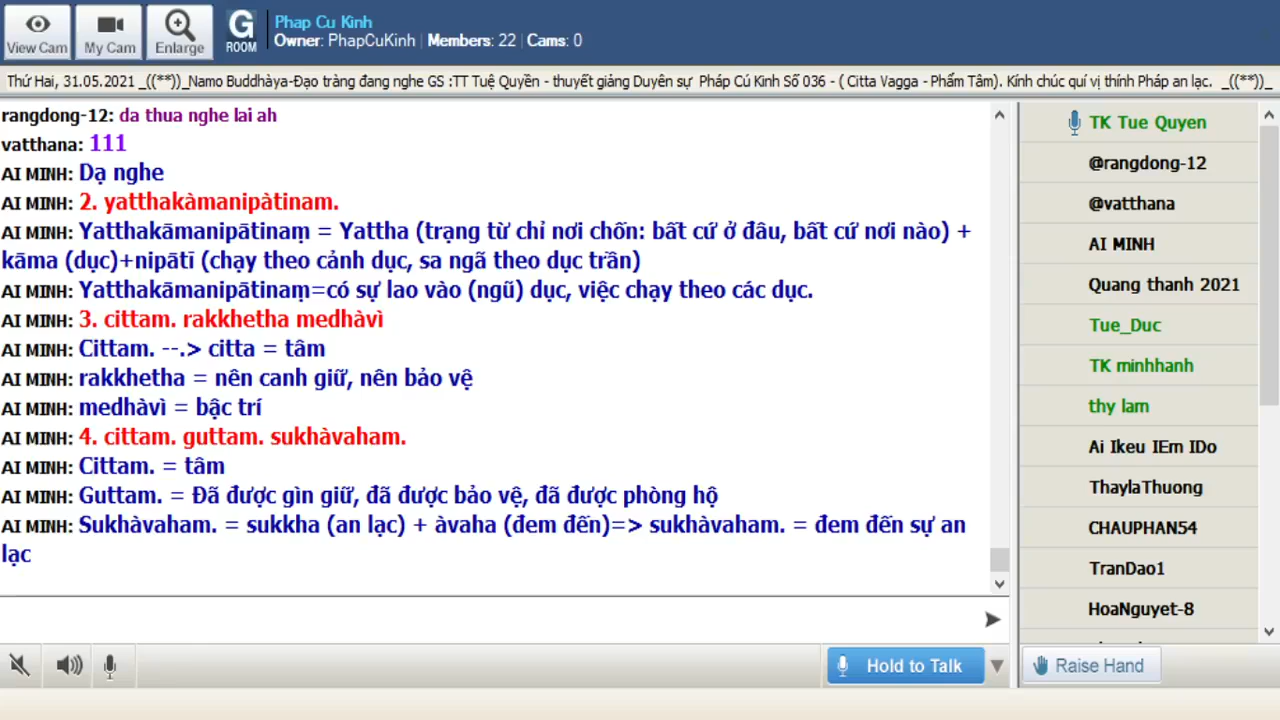 View Cam
My Cam
Enlarge
G
ROOM
Phap Cu Kinh
Owner: PhapCuKinh | Members: 22 | Cams: 0
Thứ Hai, 31.05.2021 _((**))_Namo Buddhàya-Đạo tràng đang nghe GS :TT Tuệ Quyền - thuyết giảng Duyên sự Pháp Cú Kinh Số 036 - ( Citta Vagga - Phẩm Tâm). Kính chúc quí vị thính Pháp an lạc. _((**))_
rangdong-12: da thua nghe lai ah
vatthana: 111
AI MINH: Dạ nghe
AI MINH: 2. yatthakàmanipàtinam.
AI MINH: Yatthakāmanipātinaṃ = Yattha (trạng từ chỉ nơi chốn: bất cứ ở đâu, bất cứ nơi nào) +
kāma (dục)+nipātī (chạy theo cảnh dục, sa ngã theo dục trần)
AI MINH: Yatthakāmanipātinaṃ=có sự lao vào (ngũ) dục, việc chạy theo các dục.
AI MINH: 3. cittam. rakkhetha medhàvì
AI MINH: Cittam. --.> citta = tâm
AI MINH: rakkhetha = nên canh giữ, nên bảo vệ
AI MINH: medhàvì = bậc trí
AI MINH: 4. cittam. guttam. sukhàvaham.
AI MINH: Cittam. = tâm
AI MINH: Guttam. = Đã được gìn giữ, đã được bảo vệ, đã được phòng hộ
AI MINH: Sukhàvaham. = sukkha (an lạc) + àvaha (đem đến)=> sukhàvaham. = đem đến sự an
lạc
TK Tue Quyen
@rangdong-12
@vatthana
AI MINH
Quang thanh 2021
Tue_Duc
TK minhhanh
thy lam
Ai Ikeu IEm IDo
ThaylaThuong
CHAUPHAN54
TranDao1
HoaNguyet-8
Hold to Talk
Raise Hand